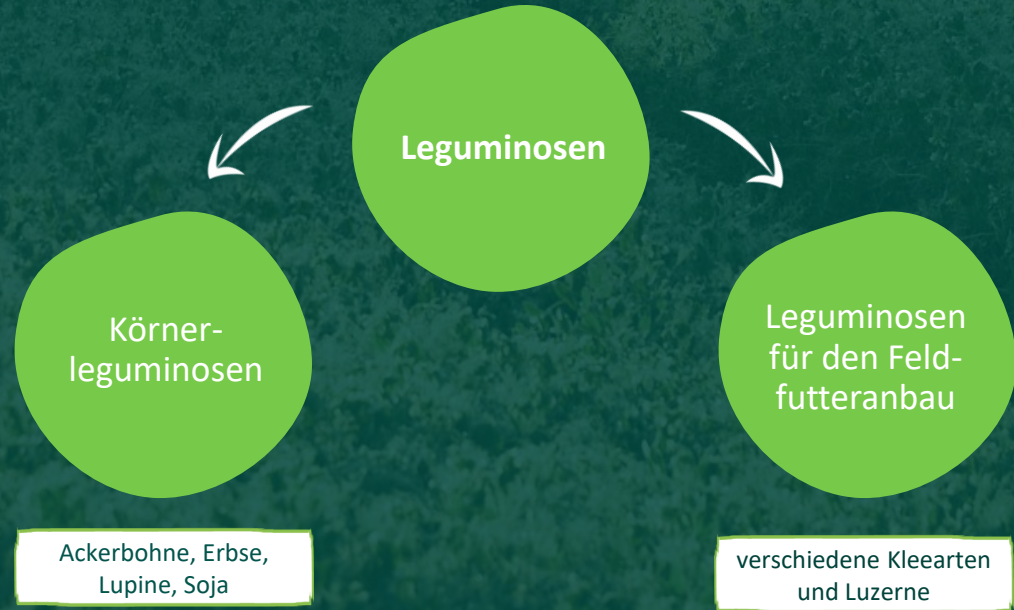 Leguminosen
Körner-
leguminosen
Leguminosen
für den Feld-
futteranbau
Ackerbohne, Erbse,
Lupine, Soja
verschiedene Kleearten
und Luzerne